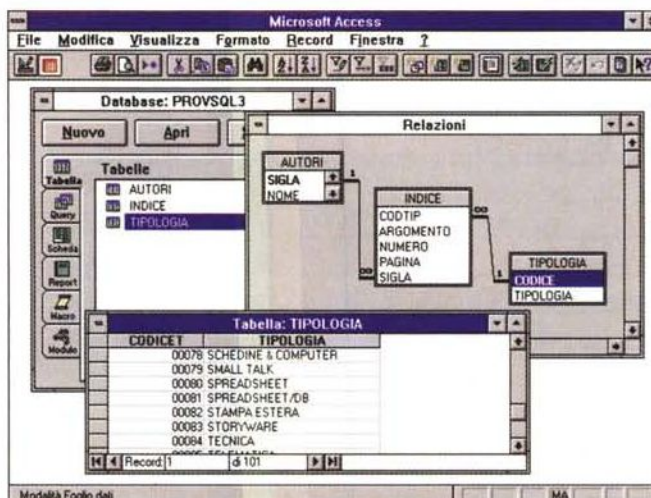 Microsoft Access
File Modifica Visualizza Formato Record Finestra ?
Database: PROVSQL3
Nuovo Apri
Tabella
Query
Scheda
Report
Macro
Modulo
Tabelle
AUTORI
INDICE
TIPOLOGIA
Relazioni
AUTORI
SIGLA
NOME
1
∞
INDICE
CODTIP
ARGOMENTO
NUMERO
PAGINA
SIGLA
∞
1
TIPOLOGIA
CODICE
TIPOLOGIA
Tabella: TIPOLOGIA
CODICET TIPOLOGIA
00078 SCHEDINE & COMPUTER
00079 SMALL TALK
00080 SPREADSHEET
00081 SPREADSHEET/DB
00082 STAMPA ESTERA
00083 STORYWARE
00084 TECNICA
Record: 1 di 101
Modalità Foglio dati MA